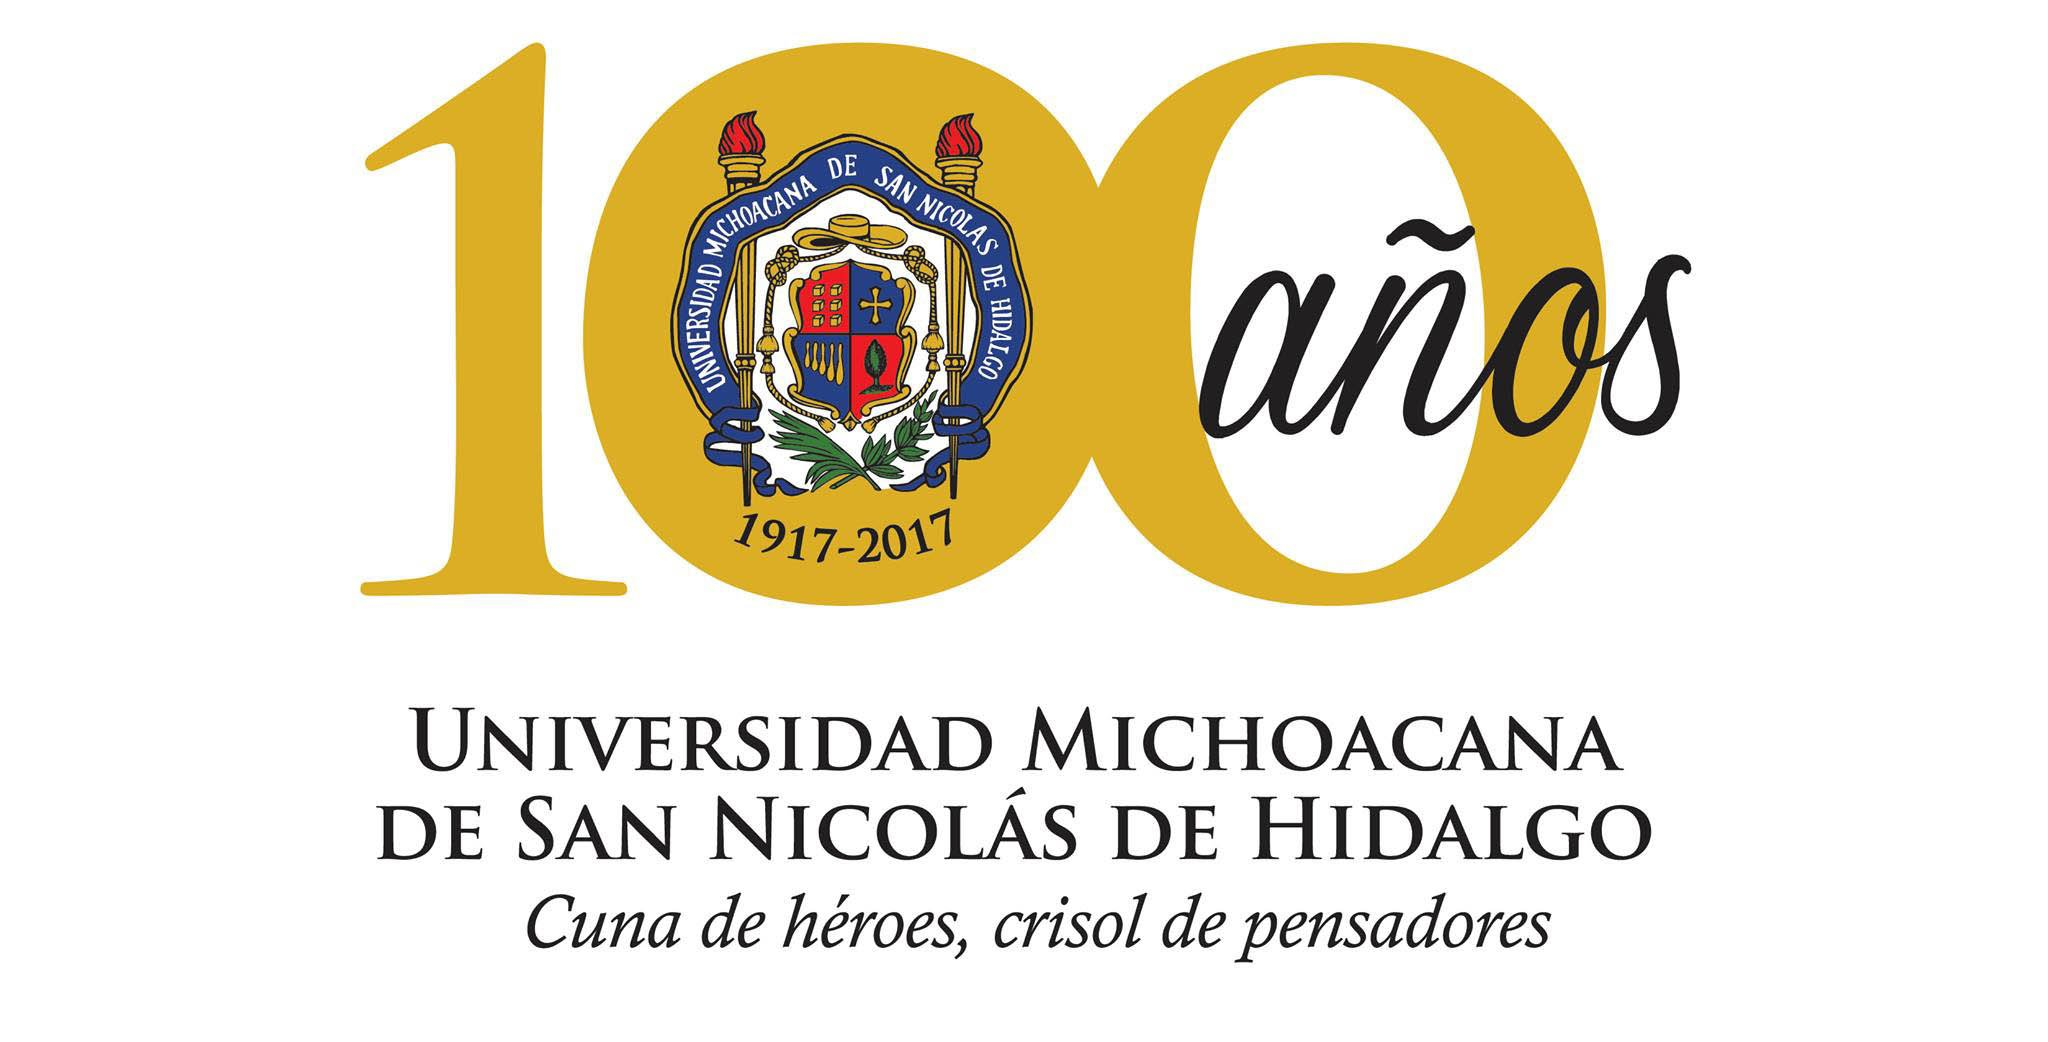 100 años
UNIVERSIDAD MICHOACANA DE SAN NICOLAS DE HIDALGO
1917-2017
UNIVERSIDAD MICHOACANA
DE SAN NICOLÁS DE HIDALGO
Cuna de héroes, crisol de pensadores